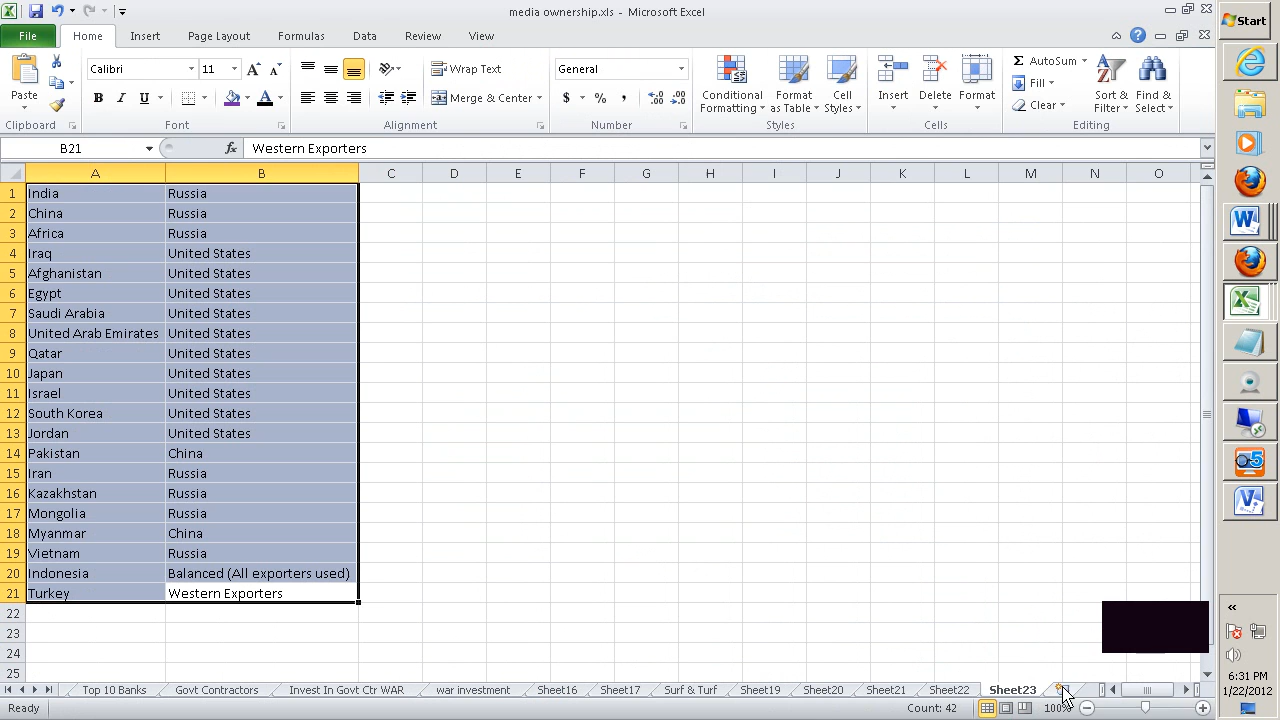 media ownership.xls - Microsoft Excel
Start
File Home Insert Page Layout Formulas Data Review View
Paste Calibri 11 Wrap Text General Conditional Formatting Format as Table Cell Styles Insert Delete Format AutoSum Fill Clear Sort & Filter Find & Select
B I U Merge & Center $ % ,
Clipboard Font Alignment Number Styles Cells Editing
B21 fx Western Exporters
A B C D E F G H I J K L M N O
1 India Russia
2 China Russia
3 Africa Russia
4 Iraq United States
5 Afghanistan United States
6 Egypt United States
7 Saudi Arabia United States
8 United Arab Emirates United States
9 Qatar United States
10 Japan United States
11 Israel United States
12 South Korea United States
13 Jordan United States
14 Pakistan China
15 Iran Russia
16 Kazakhstan Russia
17 Mongolia Russia
18 Myanmar China
19 Vietnam Russia
20 Indonesia Balanced (All exporters used)
21 Turkey Western Exporters
22
23
24
25
Top 10 Banks Govt Contractors Invest In Govt Ctr WAR war investment Sheet16 Sheet17 Surf & Turf Sheet19 Sheet20 Sheet21 Sheet22 Sheet23
Ready Count: 42 100%
6:31 PM
1/22/2012